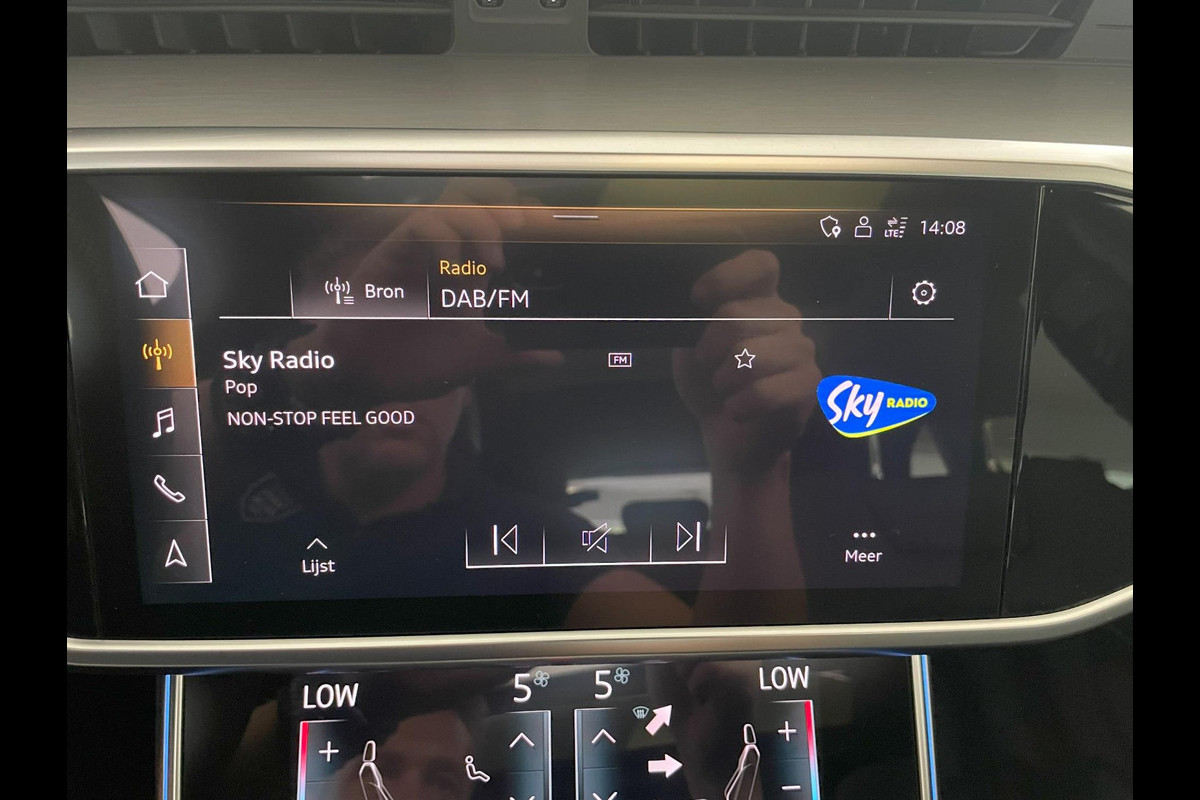 LTE 14:08
Radio
Bron
DAB/FM
Sky Radio
FM
Pop
NON-STOP FEEL GOOD
Sky RADIO
Lijst
Meer
LOW 5 5 LOW
+ +
−